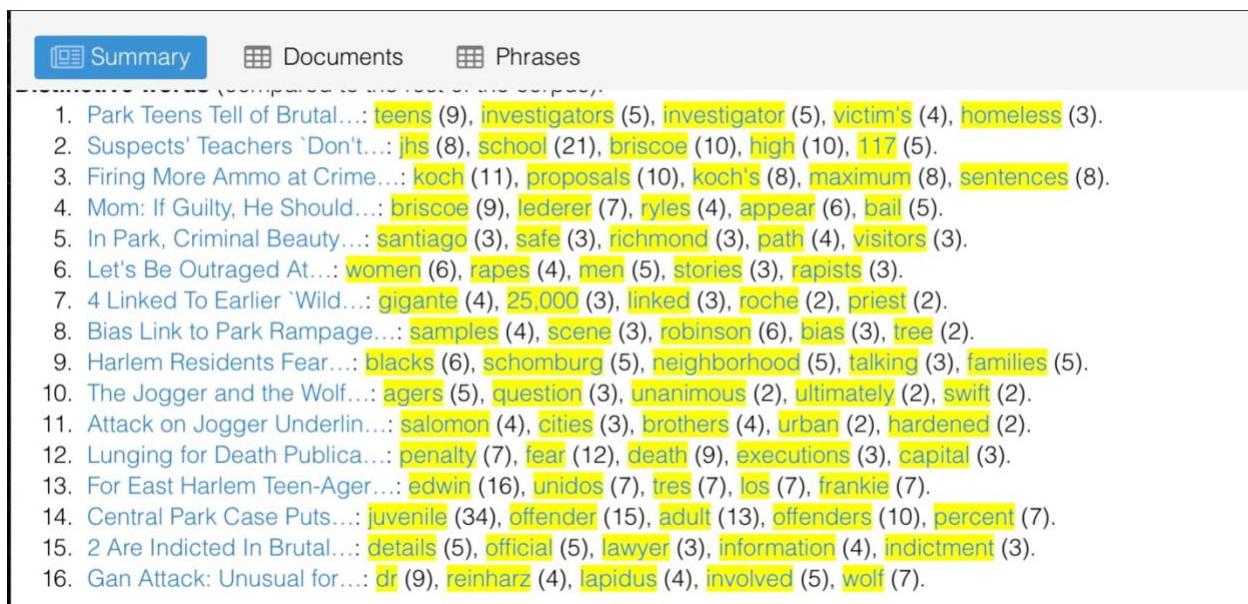 Summary Documents Phrases
Distinctive words (compared to the rest of the corpus):
1. Park Teens Tell of Brutal…: teens (9), investigators (5), investigator (5), victim's (4), homeless (3).
2. Suspects' Teachers `Don't…: jhs (8), school (21), briscoe (10), high (10), 117 (5).
3. Firing More Ammo at Crime…: koch (11), proposals (10), koch's (8), maximum (8), sentences (8).
4. Mom: If Guilty, He Should…: briscoe (9), lederer (7), ryles (4), appear (6), bail (5).
5. In Park, Criminal Beauty…: santiago (3), safe (3), richmond (3), path (4), visitors (3).
6. Let's Be Outraged At…: women (6), rapes (4), men (5), stories (3), rapists (3).
7. 4 Linked To Earlier `Wild…: gigante (4), 25,000 (3), linked (3), roche (2), priest (2).
8. Bias Link to Park Rampage…: samples (4), scene (3), robinson (6), bias (3), tree (2).
9. Harlem Residents Fear…: blacks (6), schomburg (5), neighborhood (5), talking (3), families (5).
10. The Jogger and the Wolf…: agers (5), question (3), unanimous (2), ultimately (2), swift (2).
11. Attack on Jogger Underlin…: salomon (4), cities (3), brothers (4), urban (2), hardened (2).
12. Lunging for Death Publica…: penalty (7), fear (12), death (9), executions (3), capital (3).
13. For East Harlem Teen-Ager…: edwin (16), unidos (7), tres (7), los (7), frankie (7).
14. Central Park Case Puts…: juvenile (34), offender (15), adult (13), offenders (10), percent (7).
15. 2 Are Indicted In Brutal…: details (5), official (5), lawyer (3), information (4), indictment (3).
16. Gan Attack: Unusual for…: dr (9), reinharz (4), lapidus (4), involved (5), wolf (7).